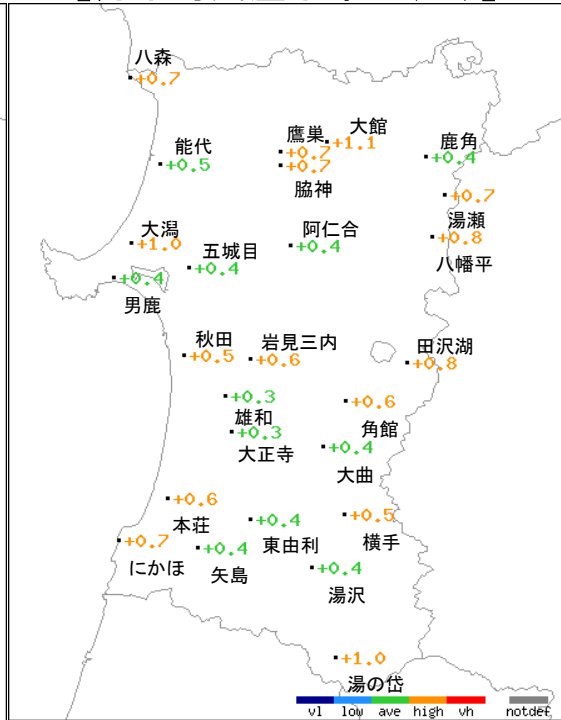 八森
+0.7
大館
+1.1
鷹巣
+0.7
+0.7
脇神
能代
+0.5
鹿角
+0.4
+0.7
湯瀬
+0.8
八幡平
大潟
+1.0
五城目
+0.4
阿仁合
+0.4
+0.4
男鹿
秋田
+0.5
岩見三内
+0.6
田沢湖
+0.8
+0.3
雄和
+0.3
大正寺
+0.6
角館
+0.4
大曲
+0.6
本荘
+0.4
東由利
+0.5
横手
+0.7
にかほ
+0.4
矢島
+0.4
湯沢
+1.0
湯の岱
vl low ave high vh notdef